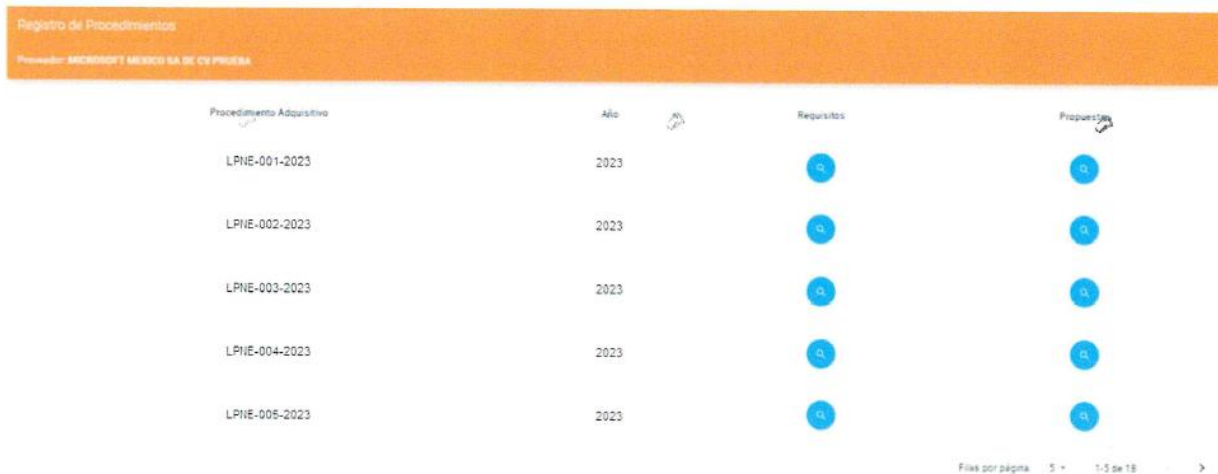 Registro de Procedimientos
Proveedor: MICROSOFT MEXICO SA DE CV PRUEBA
Procedimiento Adquisitivo Año Requisitos Propuestas
LPNE-001-2023 2023
LPNE-002-2023 2023
LPNE-003-2023 2023
LPNE-004-2023 2023
LPNE-005-2023 2023
Filas por página: 5 1-5 de 18